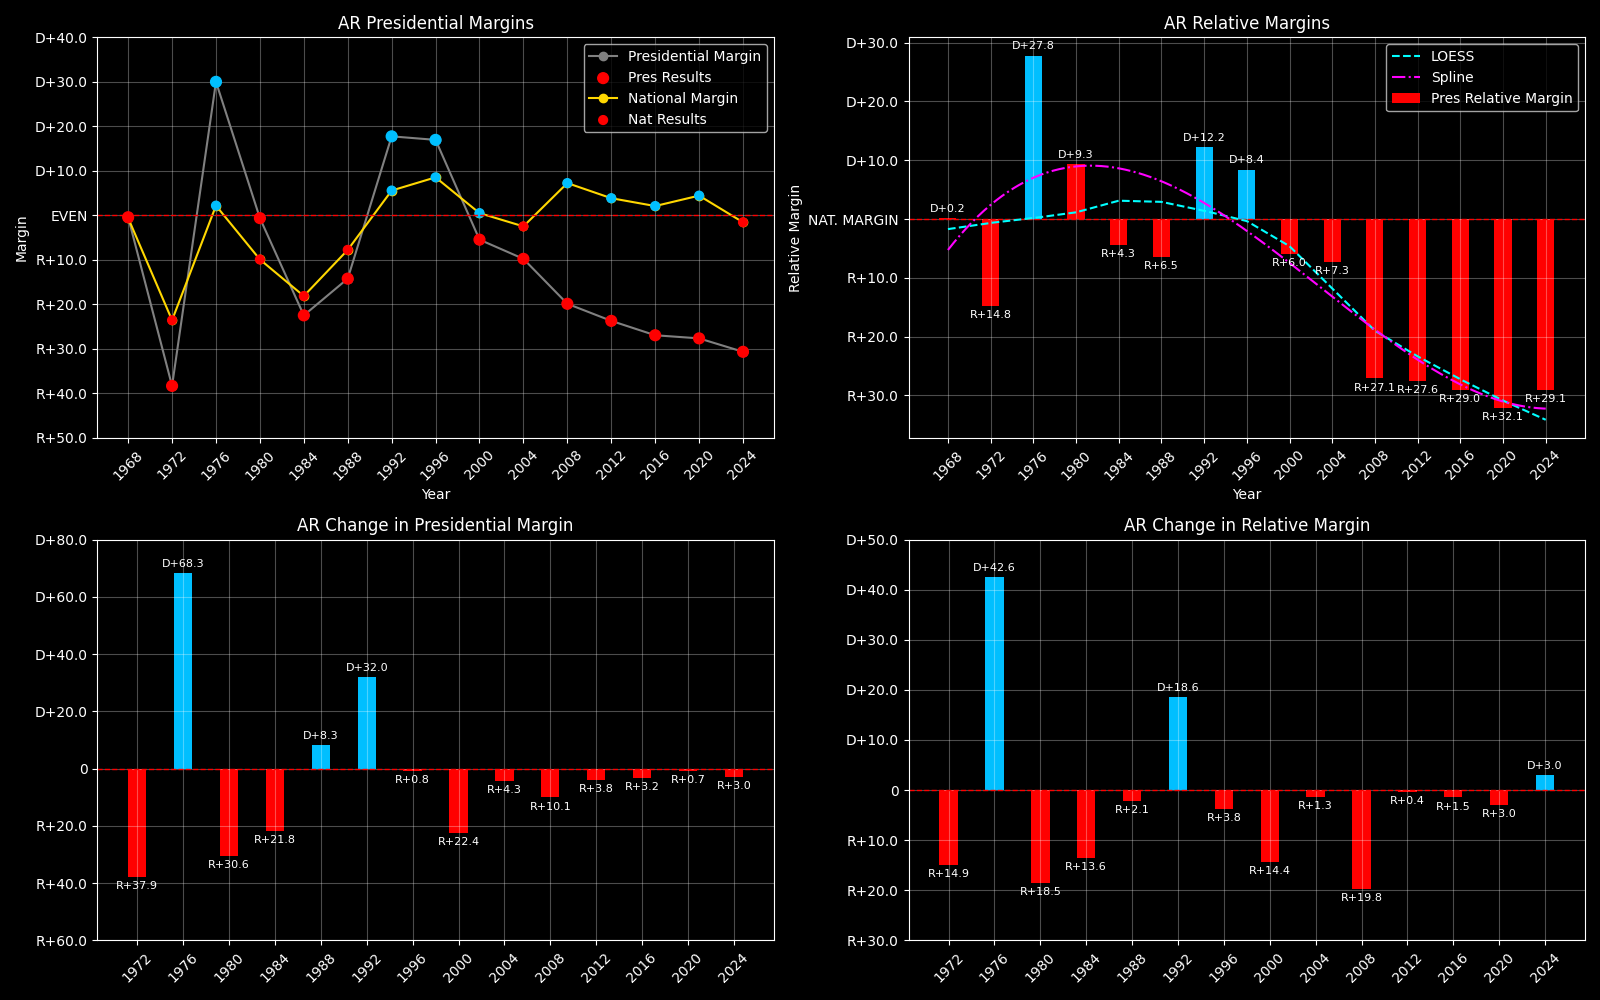 AR Presidential Margins
D+40.0
D+30.0
D+20.0
D+10.0
EVEN
R+10.0
R+20.0
R+30.0
R+40.0
R+50.0
Margin
Presidential Margin
Pres Results
National Margin
Nat Results
1968 1972 1976 1980 1984 1988 1992 1996 2000 2004 2008 2012 2016 2020 2024
Year
AR Relative Margins
D+30.0
D+20.0
D+10.0
NAT. MARGIN
R+10.0
R+20.0
R+30.0
Relative Margin
LOESS
Spline
Pres Relative Margin
D+0.2 R+14.8 D+27.8 D+9.3 R+4.3 R+6.5 D+12.2 D+8.4 R+6.0 R+7.3 R+27.1 R+27.6 R+29.0 R+32.1 R+29.1
1968 1972 1976 1980 1984 1988 1992 1996 2000 2004 2008 2012 2016 2020 2024
Year
AR Change in Presidential Margin
D+80.0
D+60.0
D+40.0
D+20.0
0
R+20.0
R+40.0
R+60.0
R+37.9 D+68.3 R+30.6 R+21.8 D+8.3 D+32.0 R+0.8 R+22.4 R+4.3 R+10.1 R+3.8 R+3.2 R+0.7 R+3.0
1972 1976 1980 1984 1988 1992 1996 2000 2004 2008 2012 2016 2020 2024
AR Change in Relative Margin
D+50.0
D+40.0
D+30.0
D+20.0
D+10.0
0
R+10.0
R+20.0
R+30.0
R+14.9 D+42.6 R+18.5 R+13.6 R+2.1 D+18.6 R+3.8 R+14.4 R+1.3 R+19.8 R+0.4 R+1.5 R+3.0 D+3.0
1972 1976 1980 1984 1988 1992 1996 2000 2004 2008 2012 2016 2020 2024